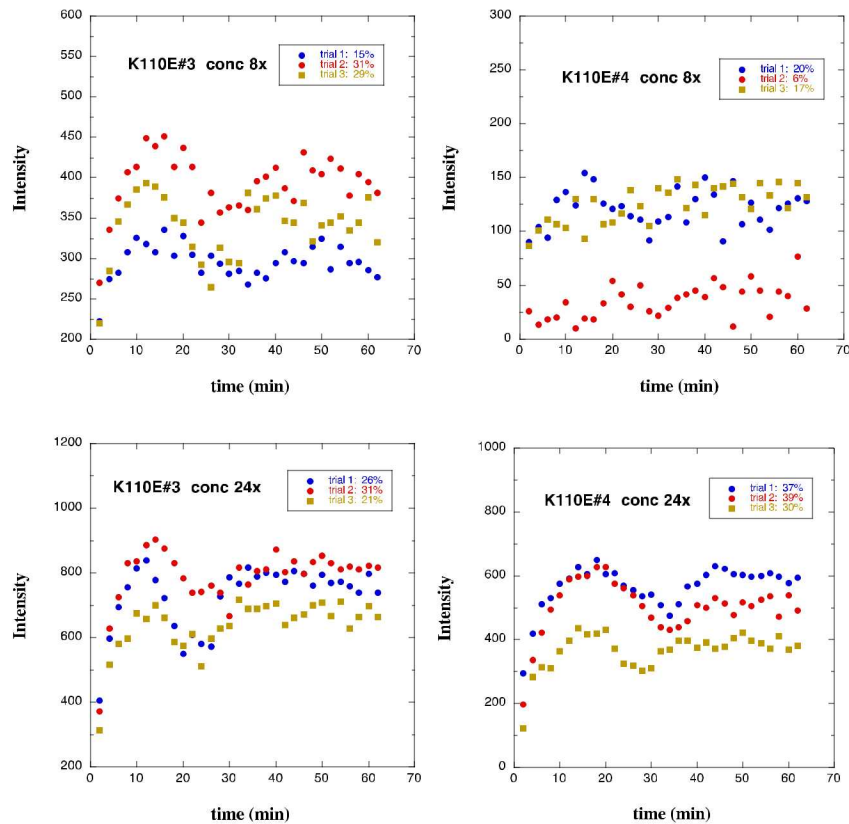 K110E#3 conc 8x
trial 1: 15%
trial 2: 31%
trial 3: 29%
600
550
500
450
400
350
300
250
200
Intensity
0 10 20 30 40 50 60 70
time (min)
K110E#4 conc 8x
trial 1: 20%
trial 2: 6%
trial 3: 17%
300
250
200
150
100
50
0
Intensity
0 10 20 30 40 50 60 70
time (min)
K110E#3 conc 24x
trial 1: 26%
trial 2: 31%
trial 3: 21%
1200
1000
800
600
400
200
Intensity
0 10 20 30 40 50 60 70
time (min)
K110E#4 conc 24x
trial 1: 37%
trial 2: 39%
trial 3: 30%
1000
800
600
400
200
0
Intensity
0 10 20 30 40 50 60 70
time (min)